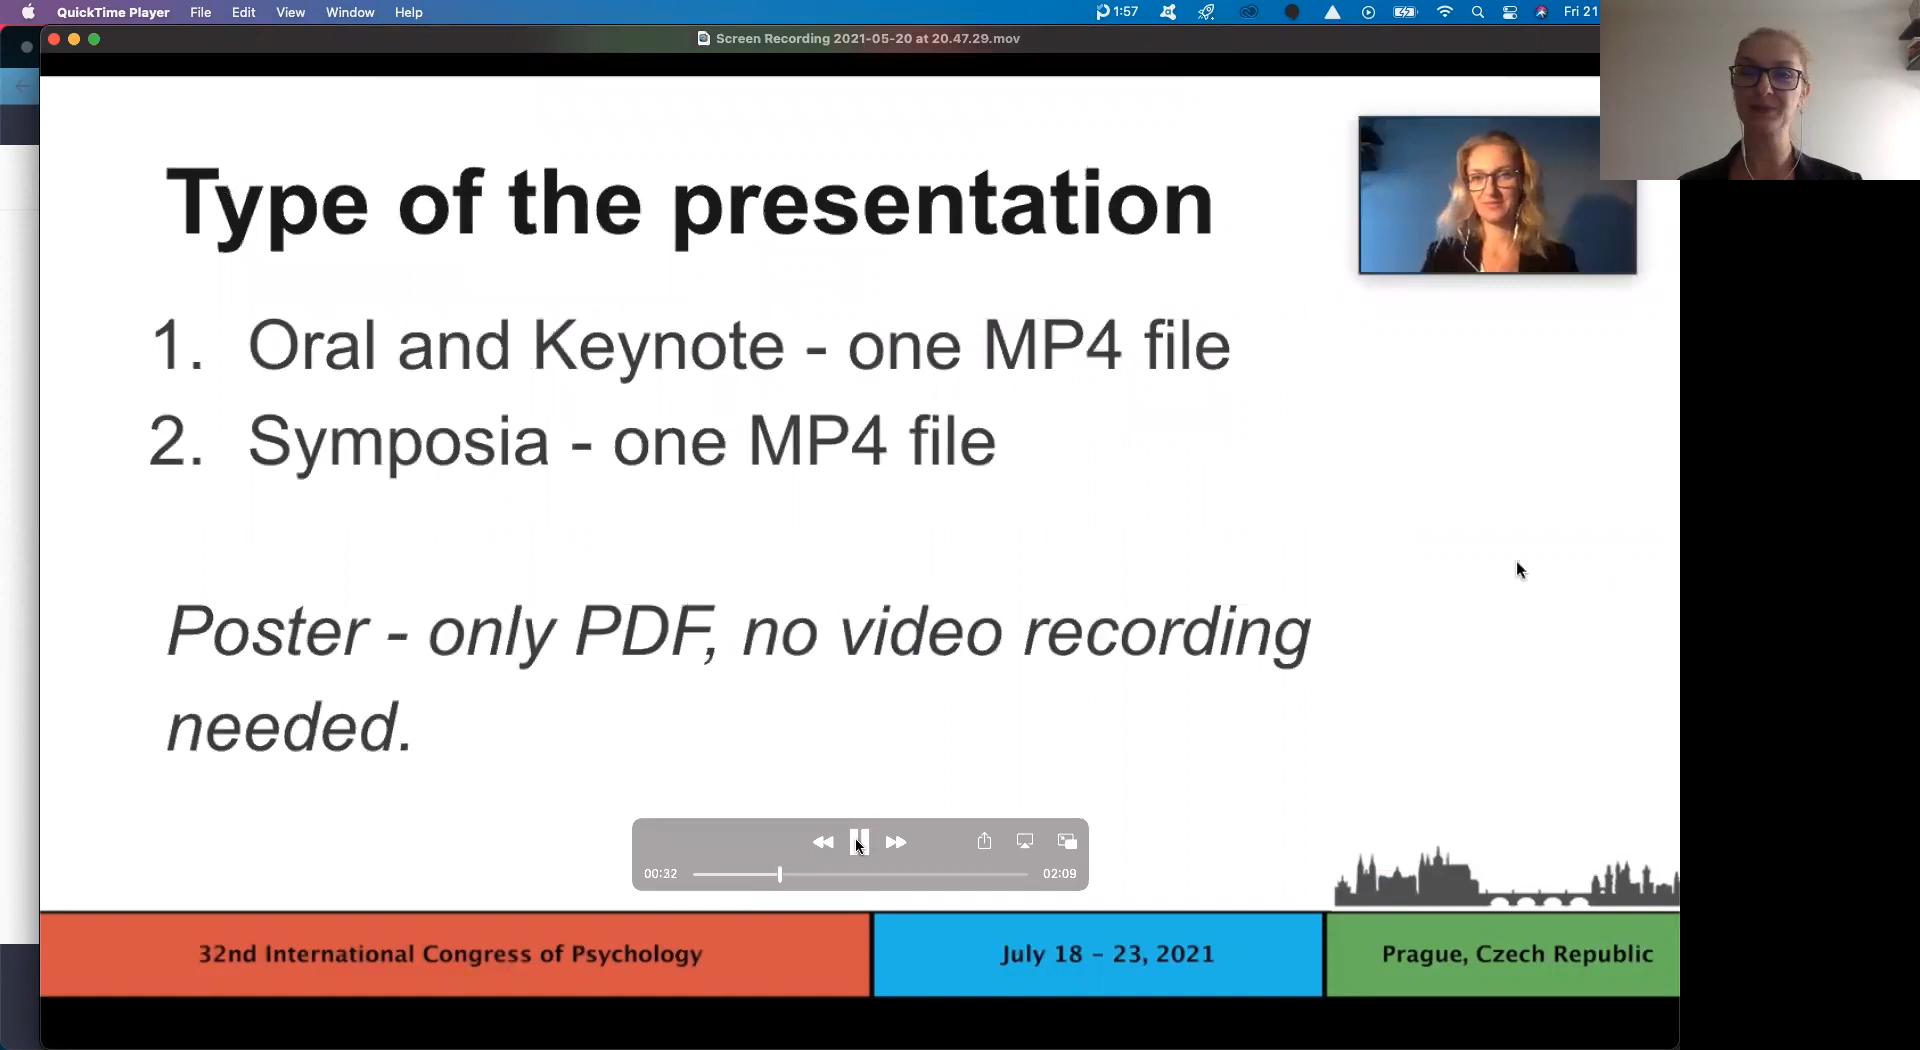 QuickTime Player File Edit View Window Help 1:57 Fri 21
Screen Recording 2021-05-20 at 20.47.29.mov
Type of the presentation
1. Oral and Keynote - one MP4 file
2. Symposia - one MP4 file
Poster - only PDF, no video recording
needed.
00:32 02:09
32nd International Congress of Psychology July 18 – 23, 2021 Prague, Czech Republic